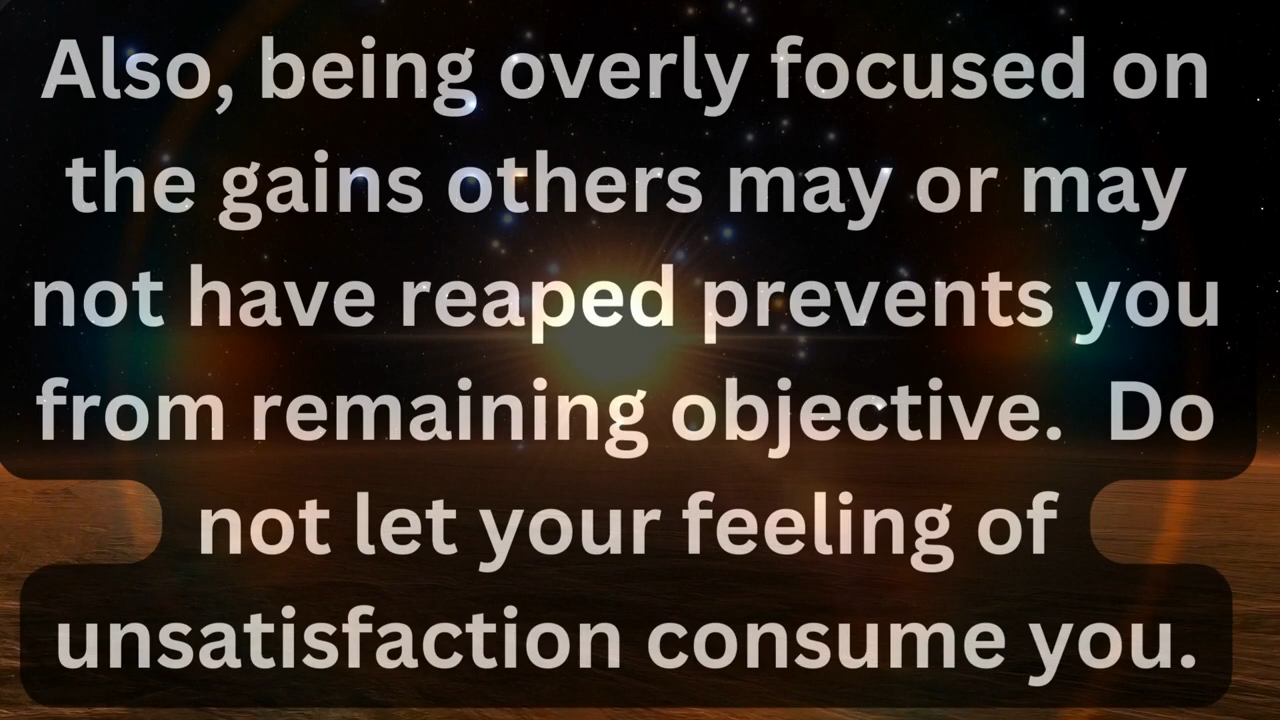 Also, being overly focused on
the gains others may or may
not have reaped prevents you
from remaining objective.  Do
not let your feeling of
unsatisfaction consume you.